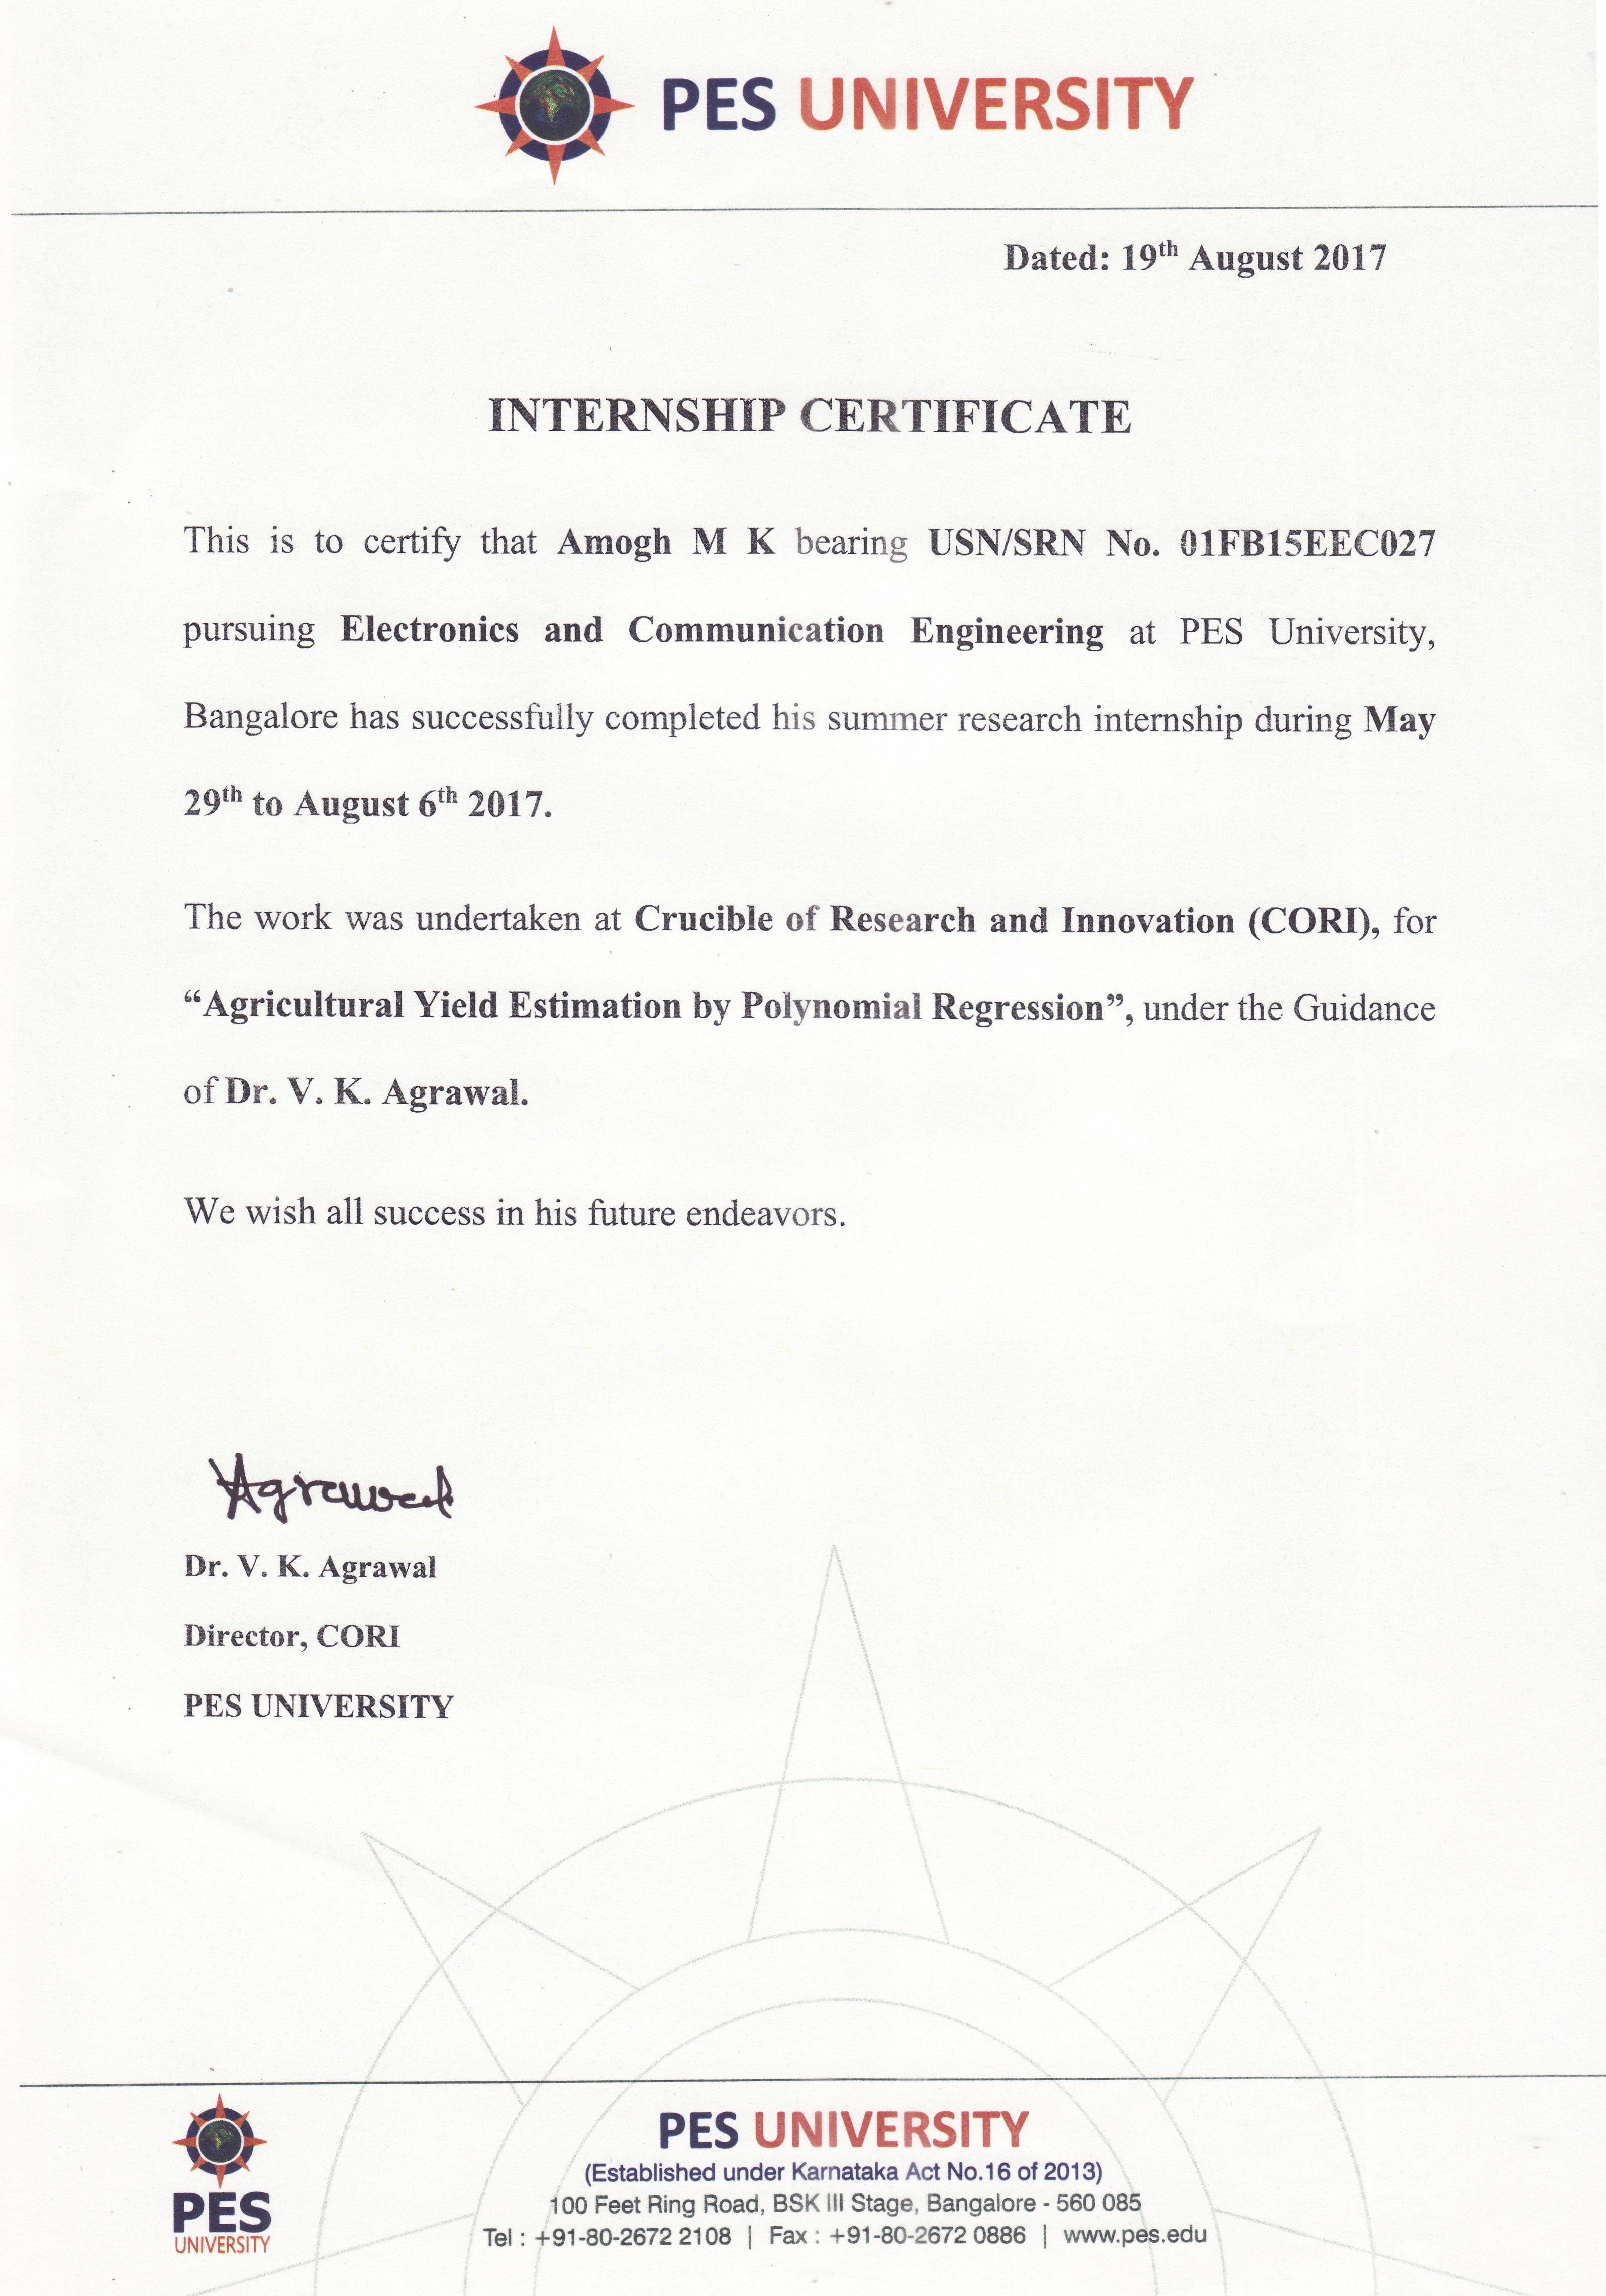 PES UNIVERSITY
Dated: 19th August 2017
INTERNSHIP CERTIFICATE
This is to certify that Amogh M K bearing USN/SRN No. 01FB15EEC027
pursuing Electronics and Communication Engineering at PES University,
Bangalore has successfully completed his summer research internship during May
29th to August 6th 2017.
The work was undertaken at Crucible of Research and Innovation (CORI), for
“Agricultural Yield Estimation by Polynomial Regression”, under the Guidance
of Dr. V. K. Agrawal.
We wish all success in his future endeavors.
VAgrawal
Dr. V. K. Agrawal
Director, CORI
PES UNIVERSITY
PES
UNIVERSITY
PES UNIVERSITY
(Established under Karnataka Act No.16 of 2013)
100 Feet Ring Road, BSK III Stage, Bangalore - 560 085
Tel : +91-80-2672 2108 | Fax : +91-80-2672 0886 | www.pes.edu